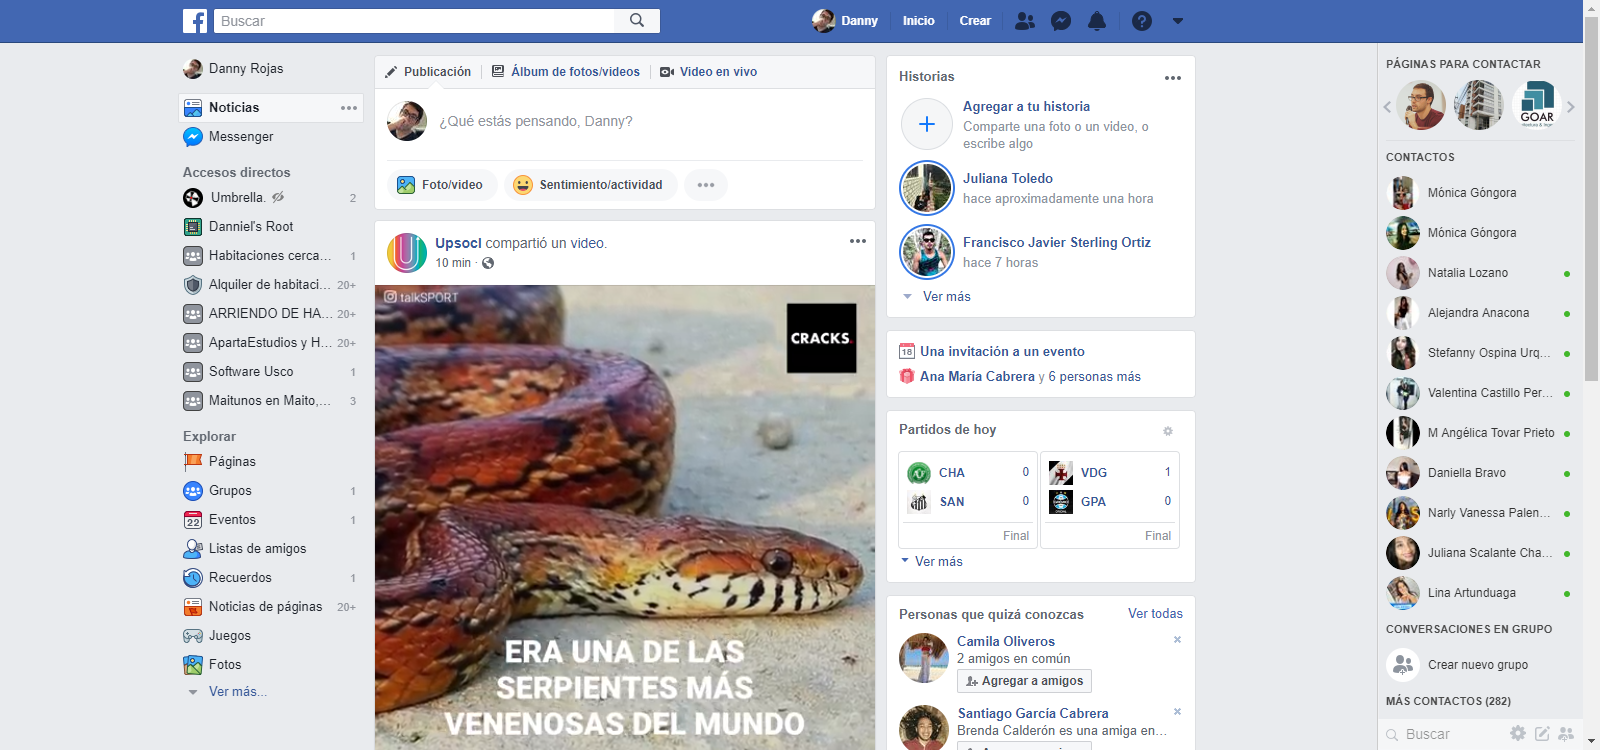 Buscar
Danny
Inicio
Crear
Danny Rojas
Noticias
Messenger
Accesos directos
Umbrella. 2
Danniel's Root
Habitaciones cerca... 1
Alquiler de habitaci... 20+
ARRIENDO DE HA... 20+
ApartaEstudios y H... 20+
Software Usco 1
Maitunos en Maito,... 3
Explorar
Páginas
Grupos 1
Eventos 1
Listas de amigos
Recuerdos 1
Noticias de páginas 20+
Juegos
Fotos
Ver más...
Publicación
Álbum de fotos/videos
Video en vivo
¿Qué estás pensando, Danny?
Foto/video
Sentimiento/actividad
Upsocl compartió un video.
10 min ·
talkSPORT
CRACKS.
ERA UNA DE LAS
SERPIENTES MÁS
VENENOSAS DEL MUNDO
Historias
Agregar a tu historia
Comparte una foto o un video, o
escribe algo
Juliana Toledo
hace aproximadamente una hora
Francisco Javier Sterling Ortiz
hace 7 horas
Ver más
18 Una invitación a un evento
Ana María Cabrera y 6 personas más
Partidos de hoy
CHA 0
SAN 0
Final
VDG 1
GPA 0
Final
Ver más
Personas que quizá conozcas
Ver todas
Camila Oliveros
2 amigos en común
Agregar a amigos
Santiago García Cabrera
Brenda Calderón es una amiga en...
PÁGINAS PARA CONTACTAR
GOAR
CONTACTOS
Mónica Góngora
Mónica Góngora
Natalia Lozano
Alejandra Anacona
Stefanny Ospina Urq...
Valentina Castillo Per...
M Angélica Tovar Prieto
Daniella Bravo
Narly Vanessa Palen...
Juliana Scalante Cha...
Lina Artunduaga
CONVERSACIONES EN GRUPO
Crear nuevo grupo
MÁS CONTACTOS (282)
Buscar